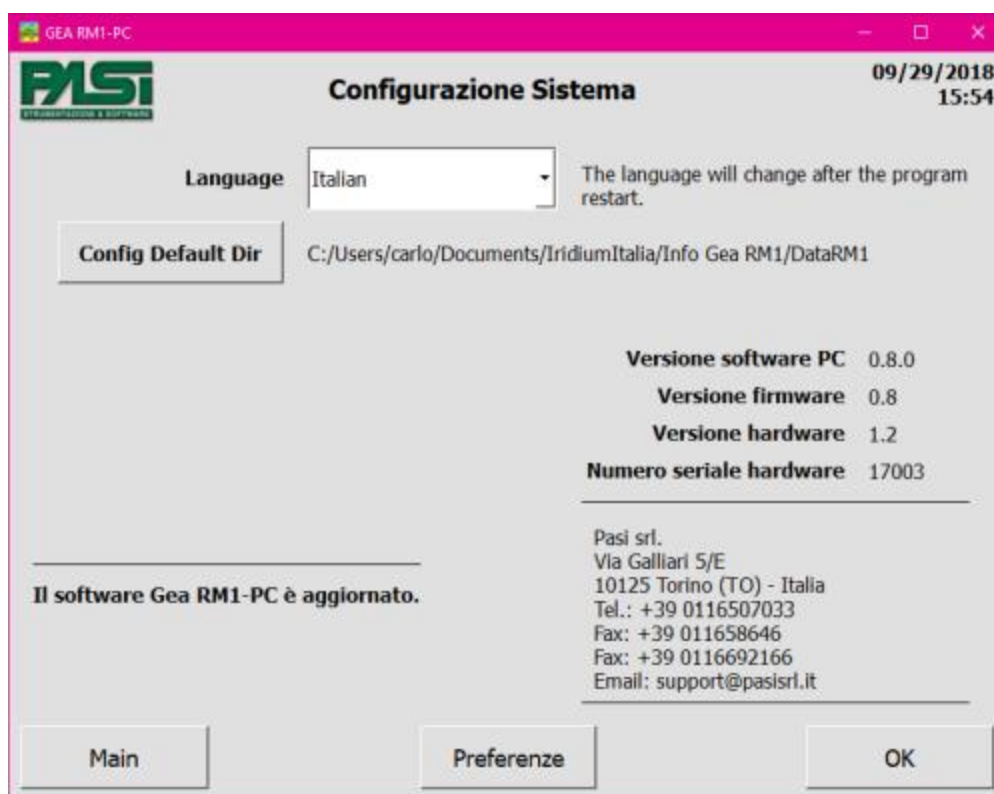 GEA RM1-PC
PASI
STRUMENTAZIONE & SOFTWARE
Configurazione Sistema
09/29/2018
15:54
Language
Italian
The language will change after the program
restart.
Config Default Dir
C:/Users/carlo/Documents/IridiumItalia/Info Gea RM1/DataRM1
Versione software PC 0.8.0
Versione firmware 0.8
Versione hardware 1.2
Numero seriale hardware 17003
Il software Gea RM1-PC è aggiornato.
Pasi srl.
Via Galliari 5/E
10125 Torino (TO) - Italia
Tel.: +39 0116507033
Fax: +39 011658646
Fax: +39 0116692166
Email: support@pasisrl.it
Main
Preferenze
OK